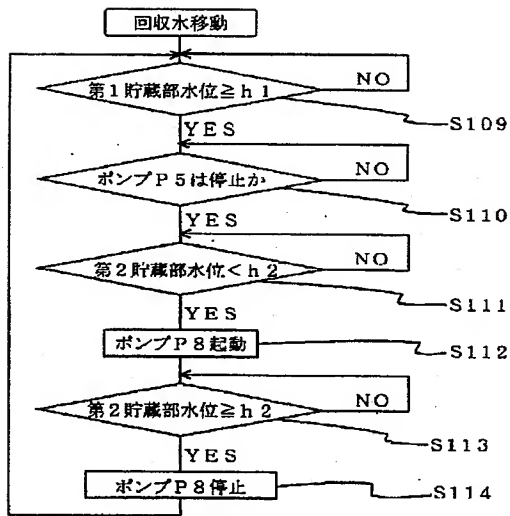 回収水移動
第1貯蔵部水位≧h1
NO
S109
YES
ポンプP5は停止か
NO
S110
YES
第2貯蔵部水位<h2
NO
S111
YES
ポンプP8起動
S112
第2貯蔵部水位≧h2
NO
S113
YES
ポンプP8停止
S114